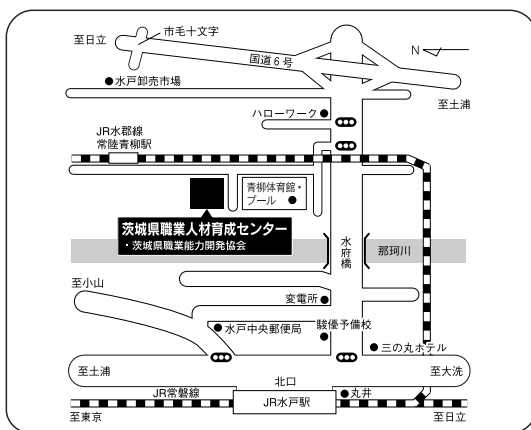 至日立
市毛十文字
国道6号
N
水戸卸売市場
至土浦
ハローワーク
JR水郡線
常陸青柳駅
青柳体育館・
プール
茨城県職業人材育成センター
・茨城県職業能力開発協会
水府橋
那珂川
至小山
変電所
水戸中央郵便局
駿優予備校
三の丸ホテル
至土浦
至大洗
北口
JR常磐線
JR水戸駅
丸井
至東京
至日立